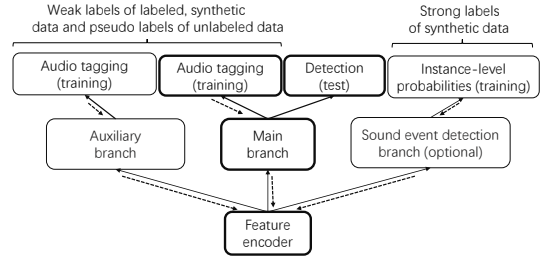 Weak labels of labeled, synthetic
data and pseudo labels of unlabeled data
Strong labels
of synthetic data
Audio tagging
(training)
Audio tagging
(training)
Detection
(test)
Instance-level
probabilities (training)
Auxiliary
branch
Main
branch
Sound event detection
branch (optional)
Feature
encoder